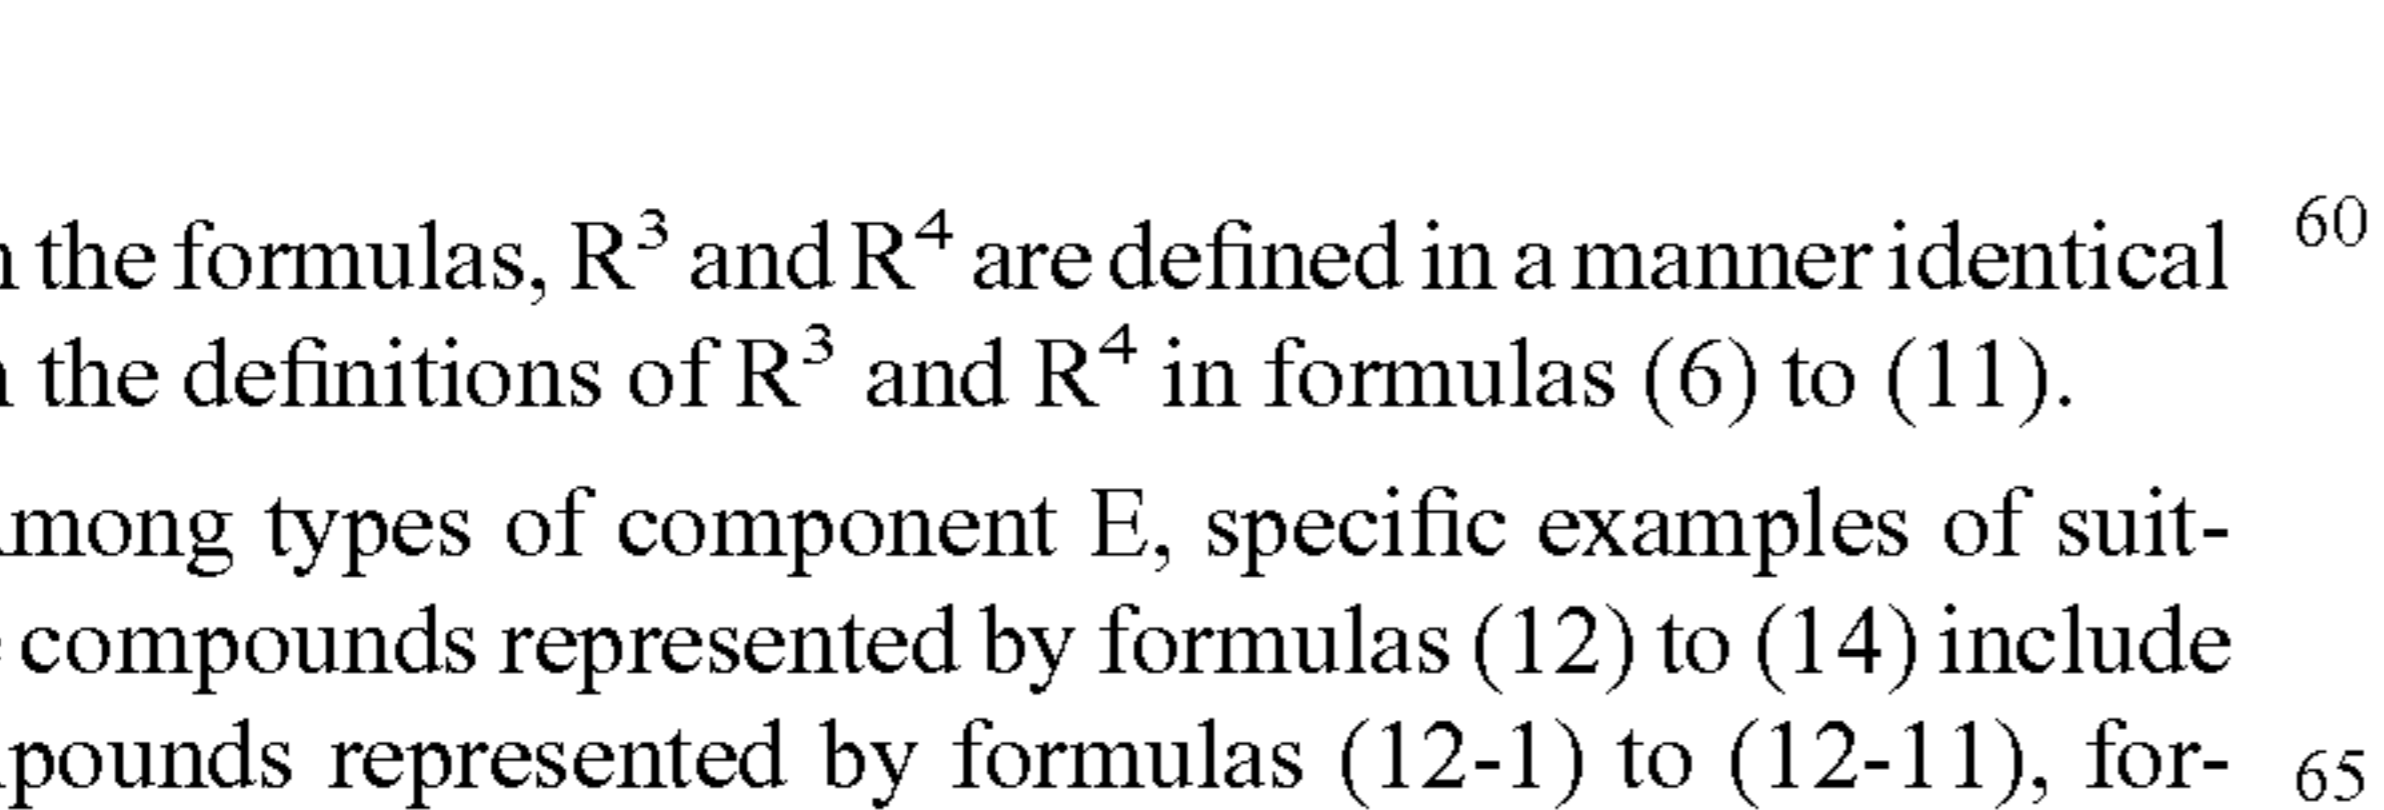 the formulas, R³ and R⁴ are defined in a manner identical 60
the definitions of R³ and R⁴ in formulas (6) to (11).
types of component E, specific examples of suit-
compounds represented by formulas (12) to (14) include
represented by formulas (12-1) to (12-11), for- 65